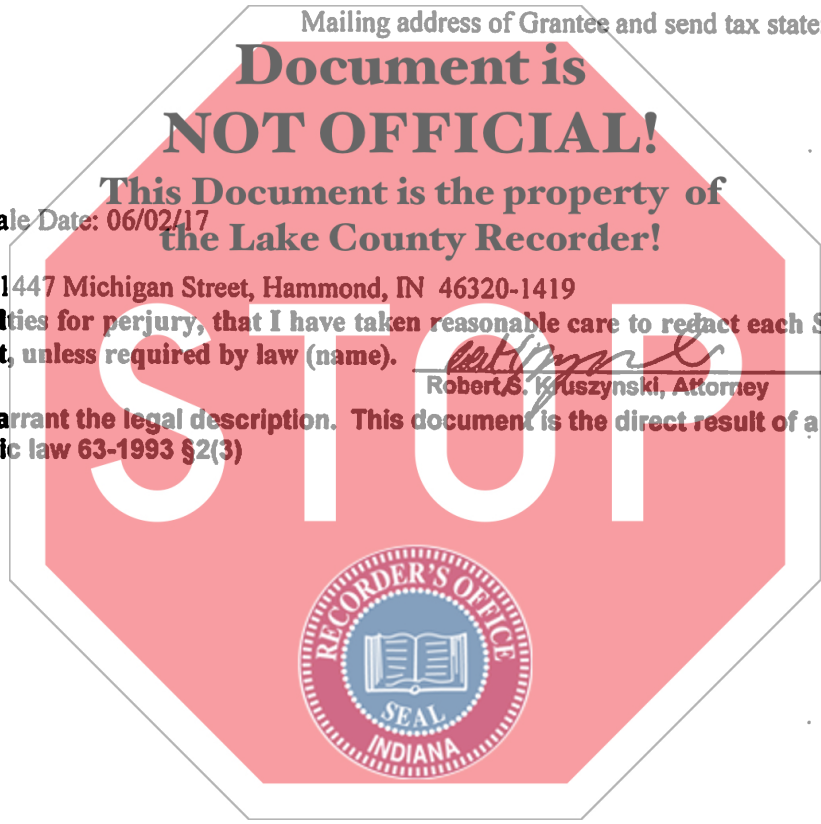 Mailing address of Grantee and send tax state
Document is
NOT OFFICIAL!
This Document is the property of
ale Date: 06/02/17
the Lake County Recorder!
1447 Michigan Street, Hammond, IN 46320-1419
lties for perjury, that I have taken reasonable care to redact each S
t, unless required by law (name).
Robert S. Kruszynski, Attorney
arrant the legal description. This document is the direct result of a
ic law 63-1993 §2(3)
STOP
RECORDER'S OFFICE
SEAL
INDIANA